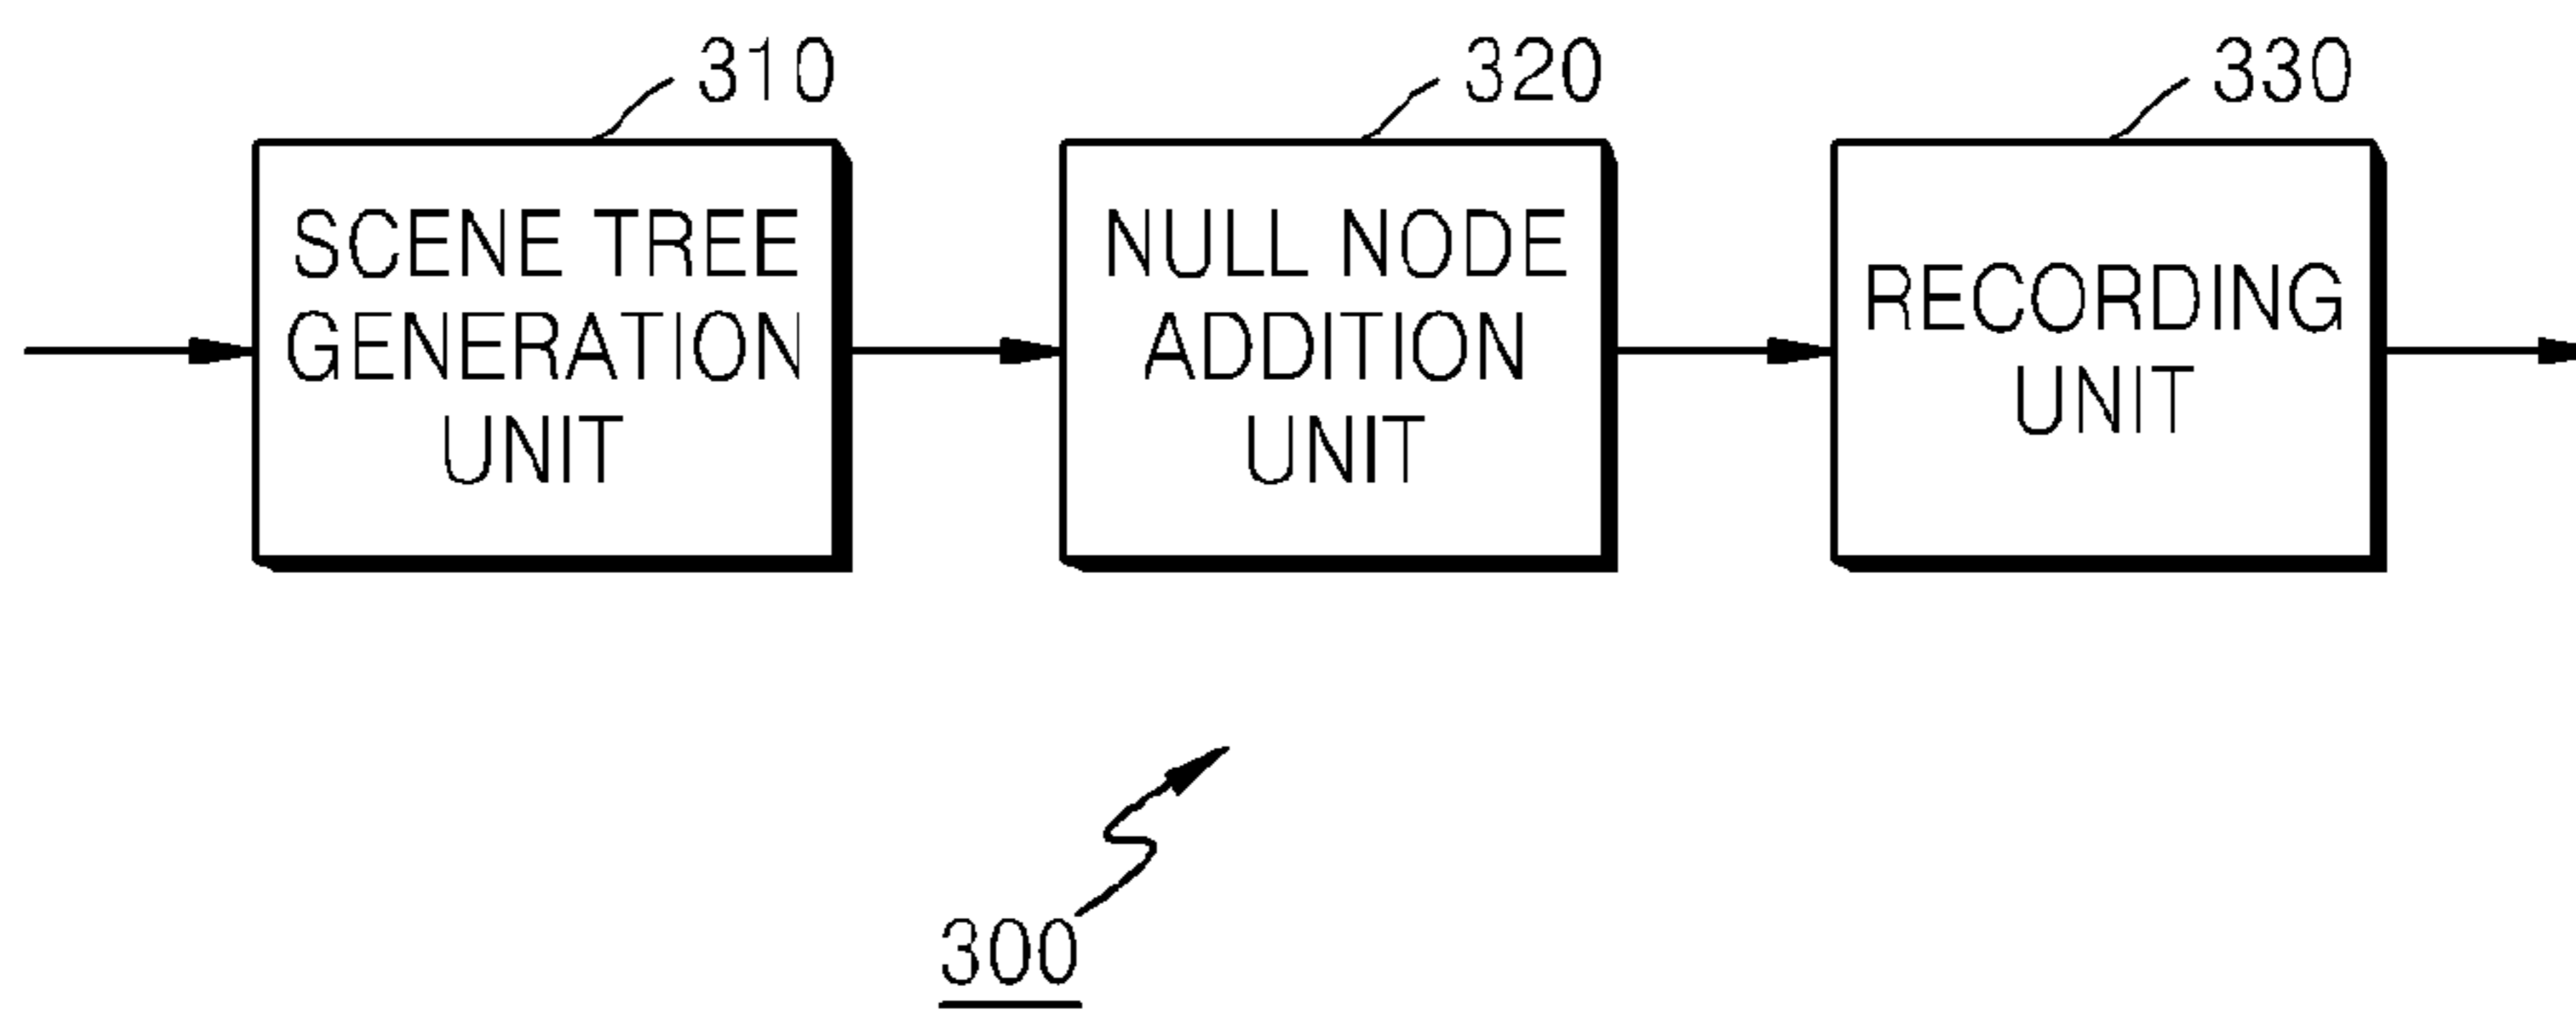 310
320
330
SCENE TREE
GENERATION
UNIT
NULL NODE
ADDITION
UNIT
RECORDING
UNIT
300